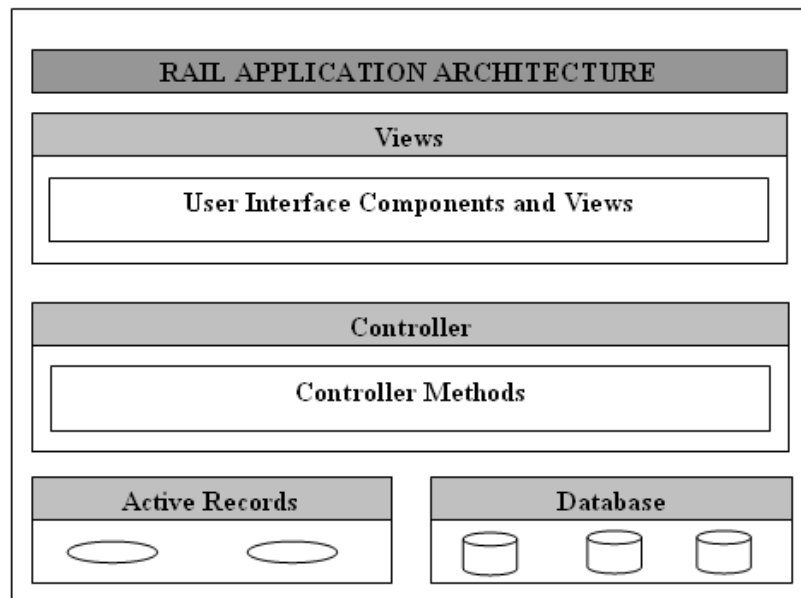 RAIL APPLICATION ARCHITECTURE
Views
User Interface Components and Views
Controller
Controller Methods
Active Records
Database